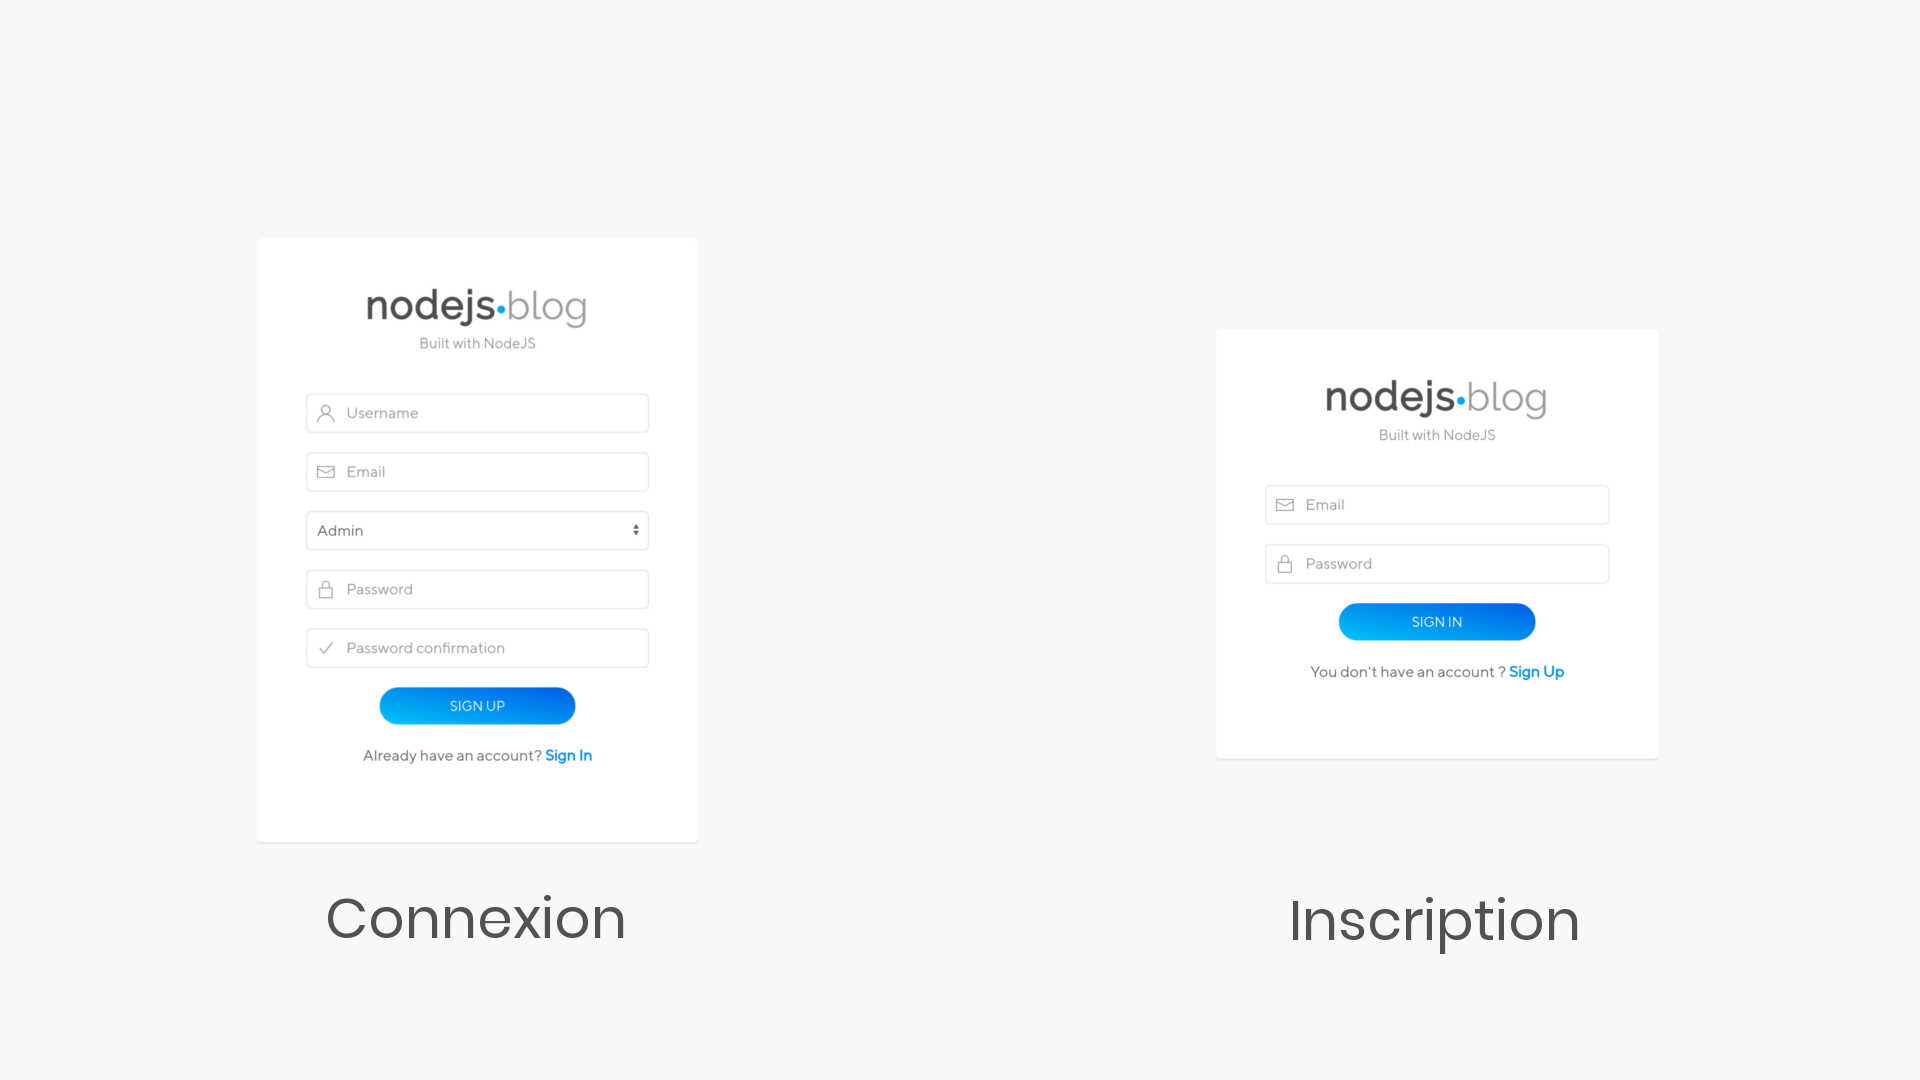 nodejs•blog
Built with NodeJS
Username
Email
Admin
Password
Password confirmation
SIGN UP
Already have an account? Sign In
Connexion
nodejs•blog
Built with NodeJS
Email
Password
SIGN IN
You don't have an account ? Sign Up
Inscription